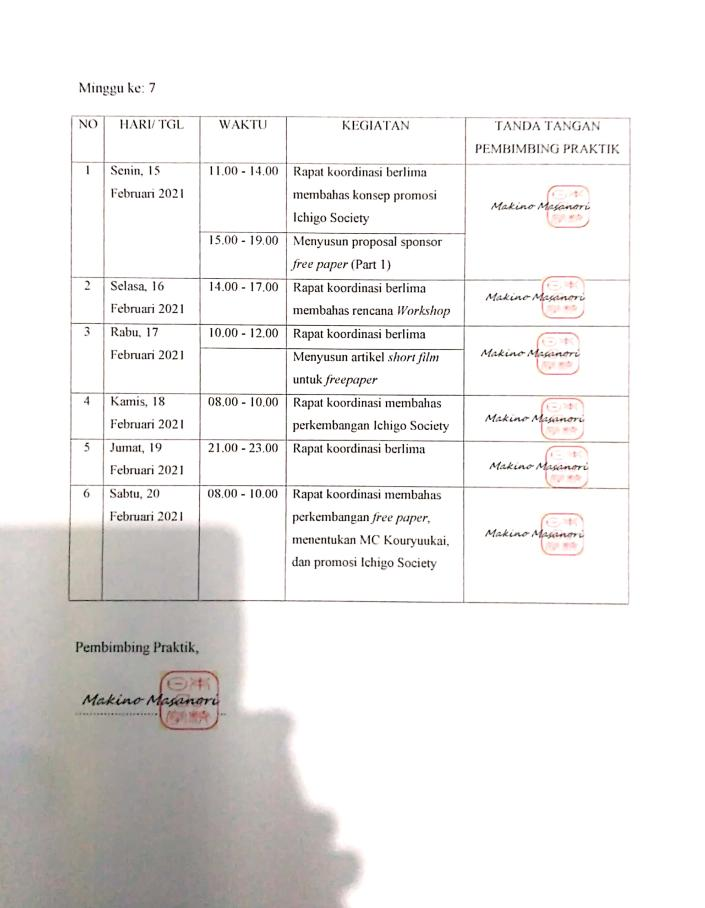 Minggu ke: 7
NO HARI/ TGL WAKTU KEGIATAN TANDA TANGAN
PEMBIMBING PRAKTIK
1 Senin, 15 11.00 - 14.00 Rapat koordinasi berlima
Februari 2021 membahas konsep promosi
Ichigo Society
Makino Masanori
15.00 - 19.00 Menyusun proposal sponsor
free paper (Part 1)
2 Selasa, 16 14.00 - 17.00 Rapat koordinasi berlima
Makino Masanori
Februari 2021 membahas rencana Workshop
3 Rabu, 17 10.00 - 12.00 Rapat koordinasi berlima
Makino Masanori
Februari 2021 Menyusun artikel short film
untuk freepaper
4 Kamis, 18 08.00 - 10.00 Rapat koordinasi membahas
Makino Masanori
Februari 2021 perkembangan Ichigo Society
5 Jumat, 19 21.00 - 23.00 Rapat koordinasi berlima
Makino Masanori
Februari 2021
6 Sabtu, 20 08.00 - 10.00 Rapat koordinasi membahas
Februari 2021 perkembangan free paper,
Makino Masanori
menentukan MC Kouryuukai,
dan promosi Ichigo Society
Pembimbing Praktik,
Makino Masanori